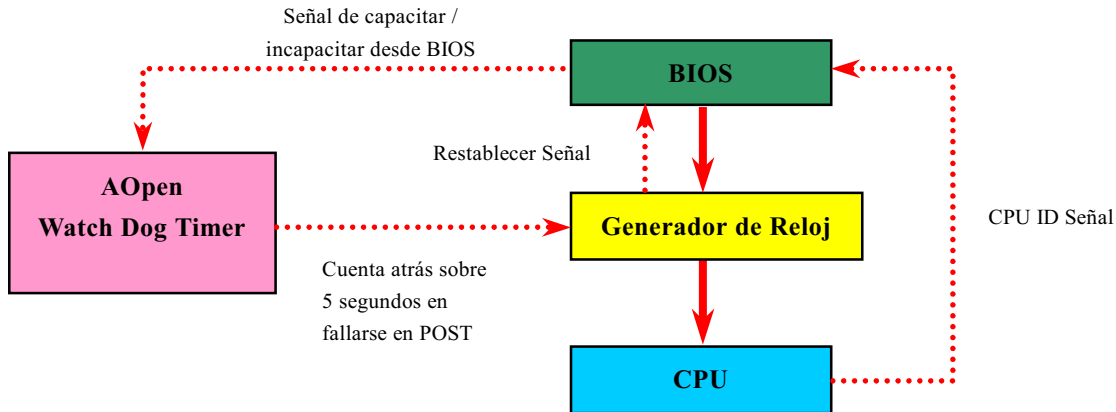 Señal de capacitar /
incapacitar desde BIOS
BIOS
Restablecer Señal
AOpen
Watch Dog Timer
Generador de Reloj
CPU ID Señal
Cuenta atrás sobre
5 segundos en
fallarse en POST
CPU